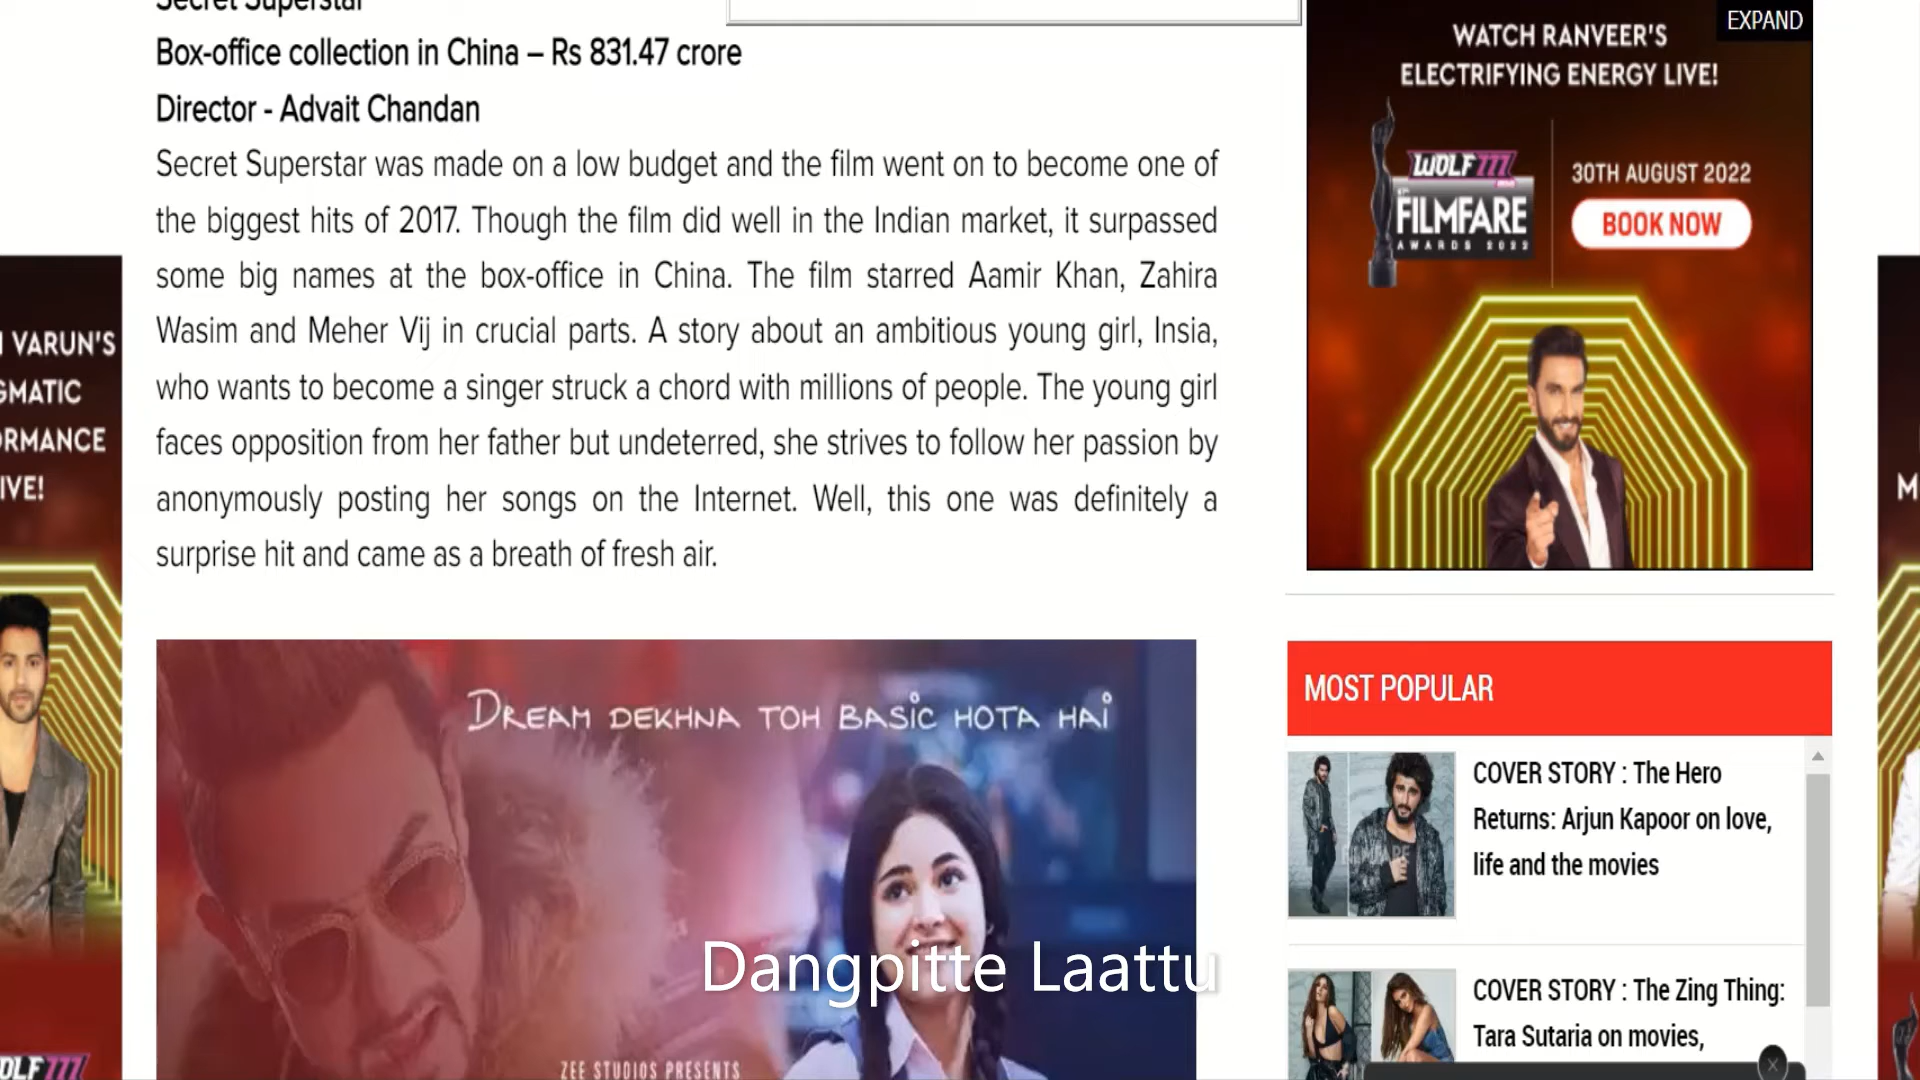 Secret Superstar
Box-office collection in China – Rs 831.47 crore
Director - Advait Chandan
Secret Superstar was made on a low budget and the film went on to become one of
the biggest hits of 2017. Though the film did well in the Indian market, it surpassed
some big names at the box-office in China. The film starred Aamir Khan, Zahira
Wasim and Meher Vij in crucial parts. A story about an ambitious young girl, Insia,
who wants to become a singer struck a chord with millions of people. The young girl
faces opposition from her father but undeterred, she strives to follow her passion by
anonymously posting her songs on the Internet. Well, this one was definitely a
surprise hit and came as a breath of fresh air.
DREAM DEKHNA TOH BASIC HOTA HAI
Dangpitte Laattu
ZEE STUDIOS PRESENTS
EXPAND
WATCH RANVEER'S
ELECTRIFYING ENERGY LIVE!
WOLF777
FILMFARE
AWARDS 2022
30TH AUGUST 2022
BOOK NOW
MOST POPULAR
COVER STORY : The Hero
Returns: Arjun Kapoor on love,
life and the movies
COVER STORY : The Zing Thing:
Tara Sutaria on movies,
VARUN'S
GMATIC
ORMANCE
IVE!
OLF777
M